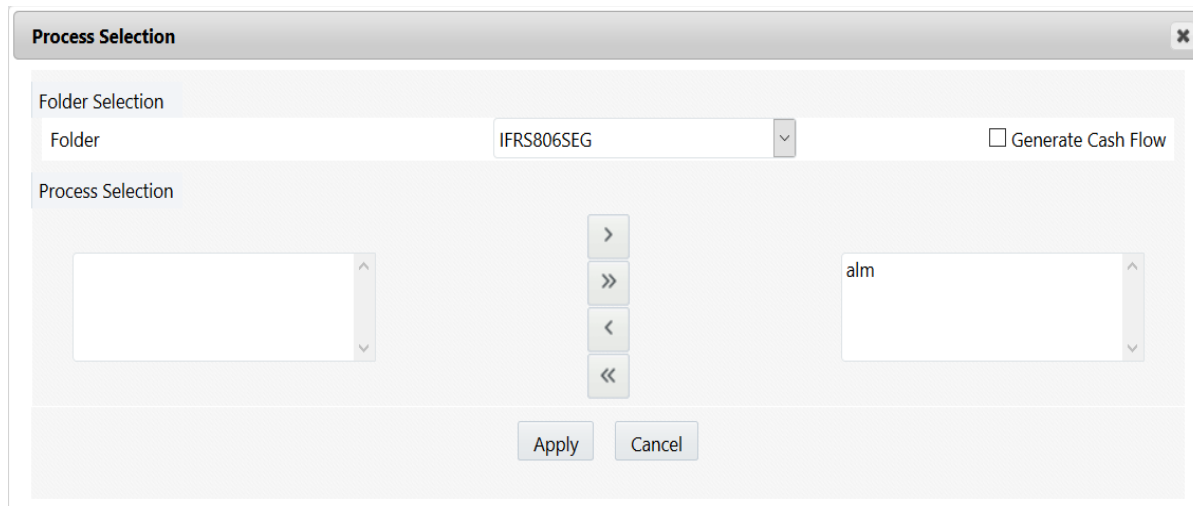 Process Selection
Folder Selection
Folder IFRS806SEG Generate Cash Flow
Process Selection
alm
Apply Cancel